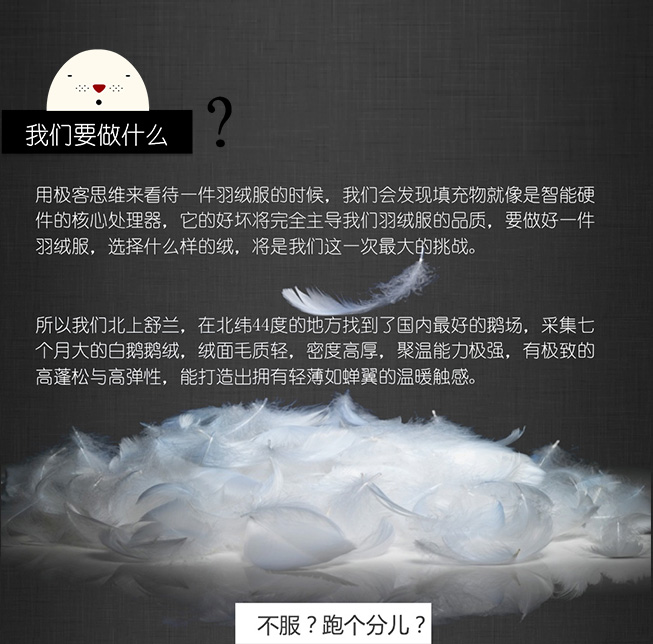 我们要做什么
？
用极客思维来看待一件羽绒服的时候，我们会发现填充物就像是智能硬
件的核心处理器，它的好坏将完全主导我们羽绒服的品质，要做好一件
羽绒服，选择什么样的绒，将是我们这一次最大的挑战。
所以我们北上舒兰，在北纬44度的地方找到了国内最好的鹅场，采集七
个月大的白鹅鹅绒，绒面毛质轻，密度高厚，聚温能力极强，有极致的
高蓬松与高弹性，能打造出拥有轻薄如蝉翼的温暖触感。
不服？跑个分儿？